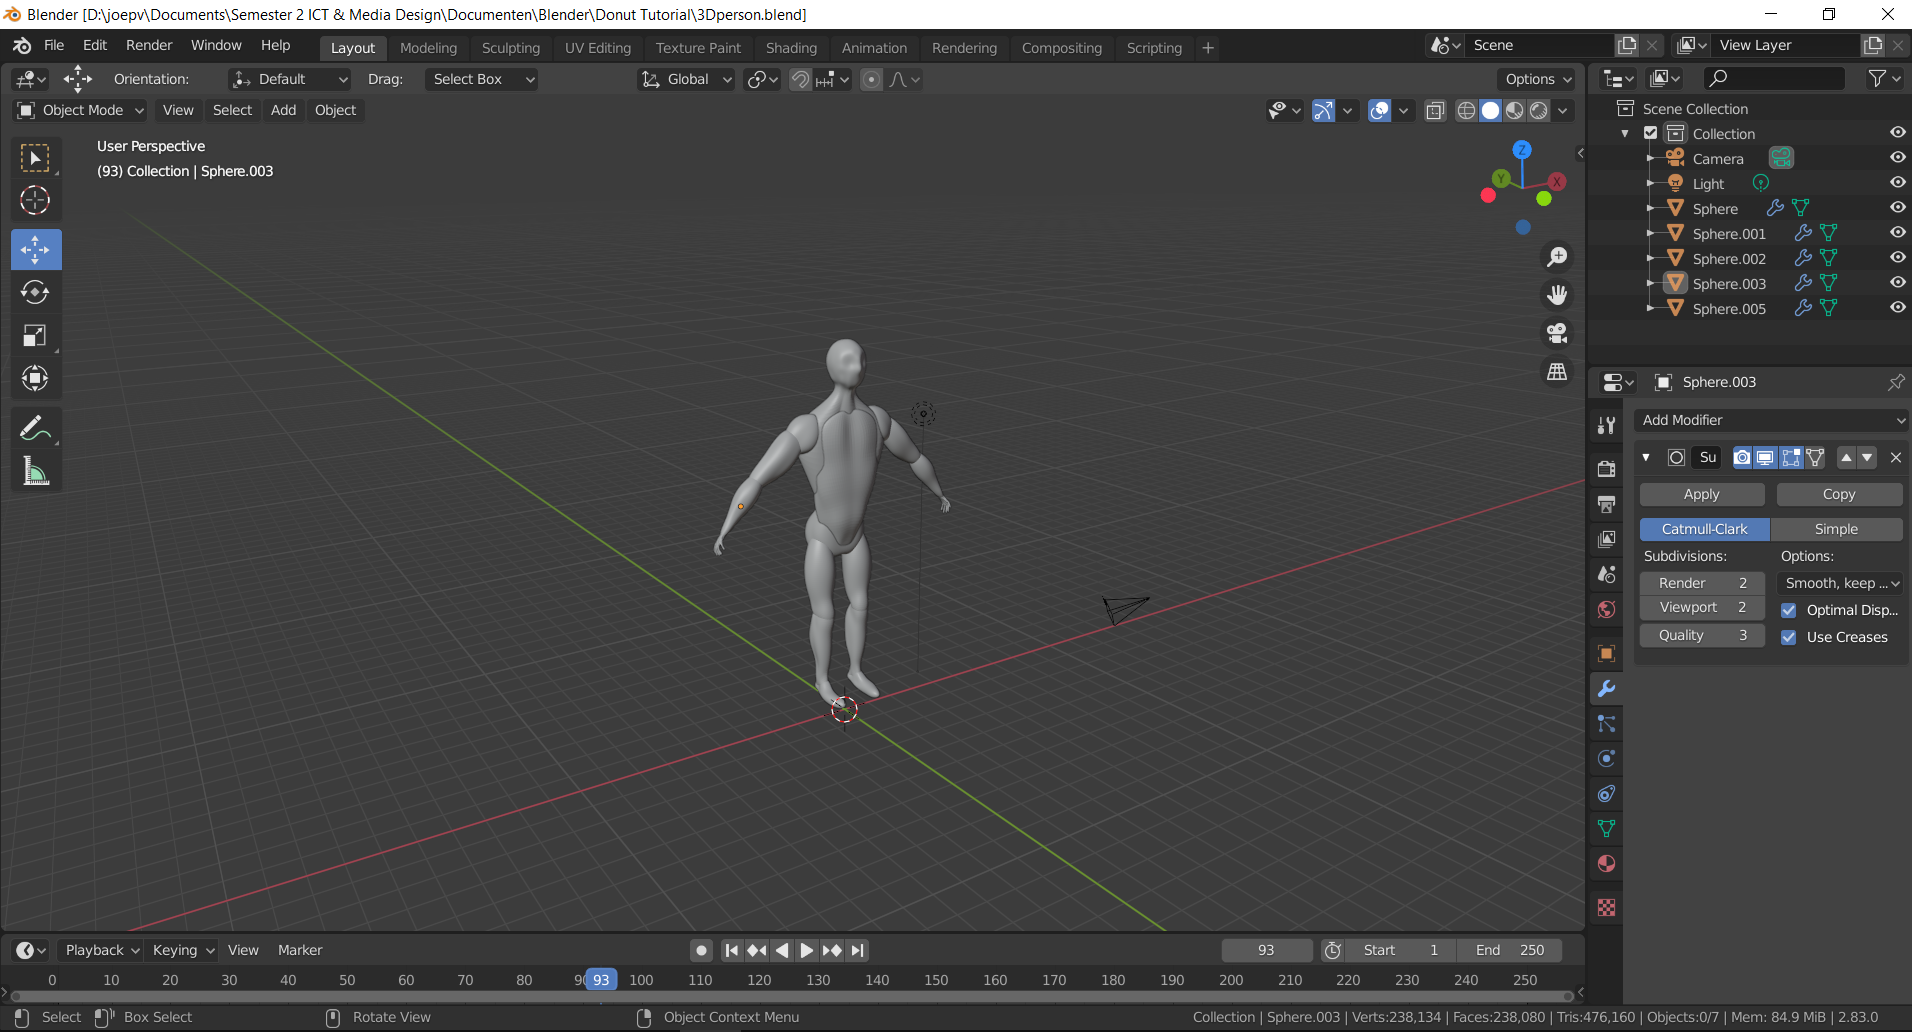 Blender [D:\joepv\Documents\Semester 2 ICT & Media Design\Documenten\Blender\Donut Tutorial\3Dperson.blend]
File Edit Render Window Help Layout Modeling Sculpting UV Editing Texture Paint Shading Animation Rendering Compositing Scripting + Scene View Layer
Orientation: Default Drag: Select Box Global Options
Object Mode View Select Add Object
User Perspective
(93) Collection | Sphere.003
Z
Y X
Scene Collection
Collection
Camera
Light
Sphere
Sphere.001
Sphere.002
Sphere.003
Sphere.005
Sphere.003
Add Modifier
Su
Apply Copy
Catmull-Clark Simple
Subdivisions: Options:
Render 2 Smooth, keep ...
Viewport 2 Optimal Disp...
Quality 3 Use Creases
Playback Keying View Marker 93 Start 1 End 250
0 10 20 30 40 50 60 70 80 93 100 110 120 130 140 150 160 170 180 190 200 210 220 230 240 250
Select Box Select Rotate View Object Context Menu Collection | Sphere.003 | Verts:238,134 | Faces:238,080 | Tris:476,160 | Objects:0/7 | Mem: 84.9 MiB | 2.83.0